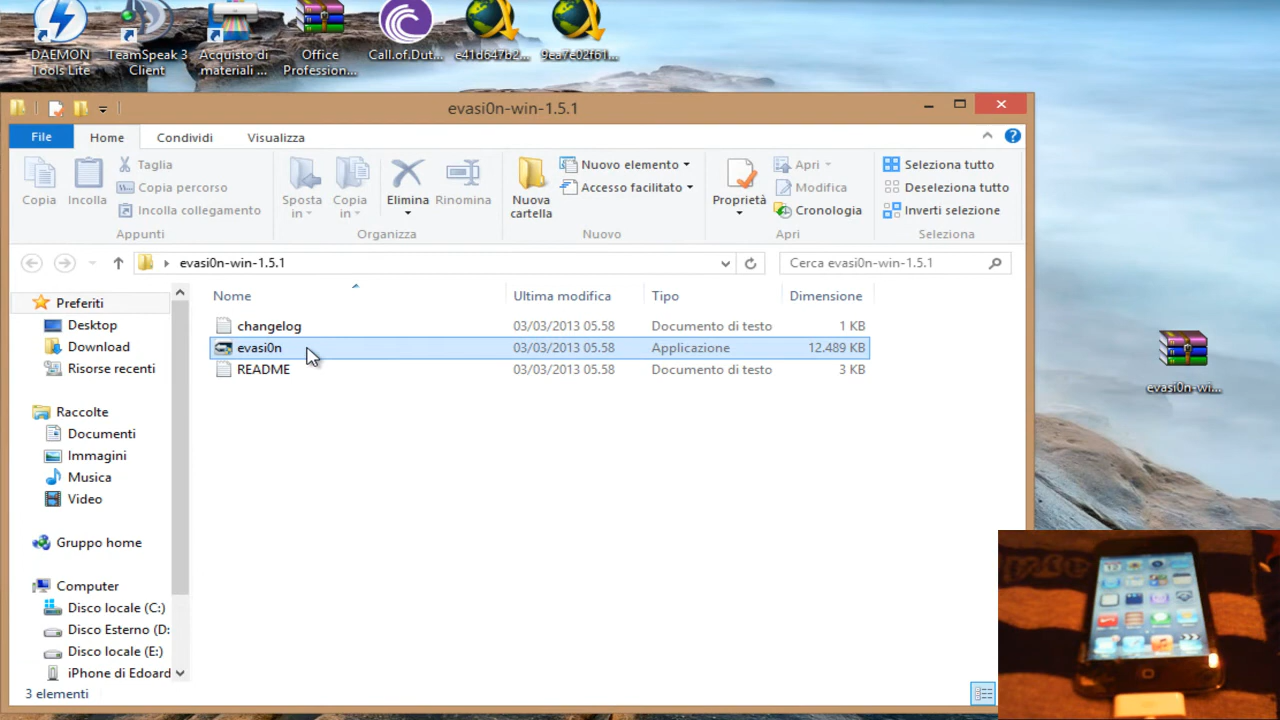 DAEMON Tools Lite
TeamSpeak 3 Client
Acquisto di materiali ...
Office Profession...
Call.of.Dut...
e41d647b2...
9ea7e02f61...
evasi0n-win-1.5.1
File Home Condividi Visualizza
Copia
Incolla
Taglia
Copia percorso
Incolla collegamento
Appunti
Sposta in
Copia in
Elimina
Rinomina
Organizza
Nuova cartella
Nuovo elemento
Accesso facilitato
Nuovo
Proprietà
Apri
Modifica
Cronologia
Apri
Seleziona tutto
Deseleziona tutto
Inverti selezione
Seleziona
evasi0n-win-1.5.1
Cerca evasi0n-win-1.5.1
Nome Ultima modifica Tipo Dimensione
changelog 03/03/2013 05.58 Documento di testo 1 KB
evasi0n 03/03/2013 05.58 Applicazione 12.489 KB
README 03/03/2013 05.58 Documento di testo 3 KB
Preferiti
Desktop
Download
Risorse recenti
Raccolte
Documenti
Immagini
Musica
Video
Gruppo home
Computer
Disco locale (C:)
Disco Esterno (D:
Disco locale (E:)
iPhone di Edoard
3 elementi
evasi0n-wi...